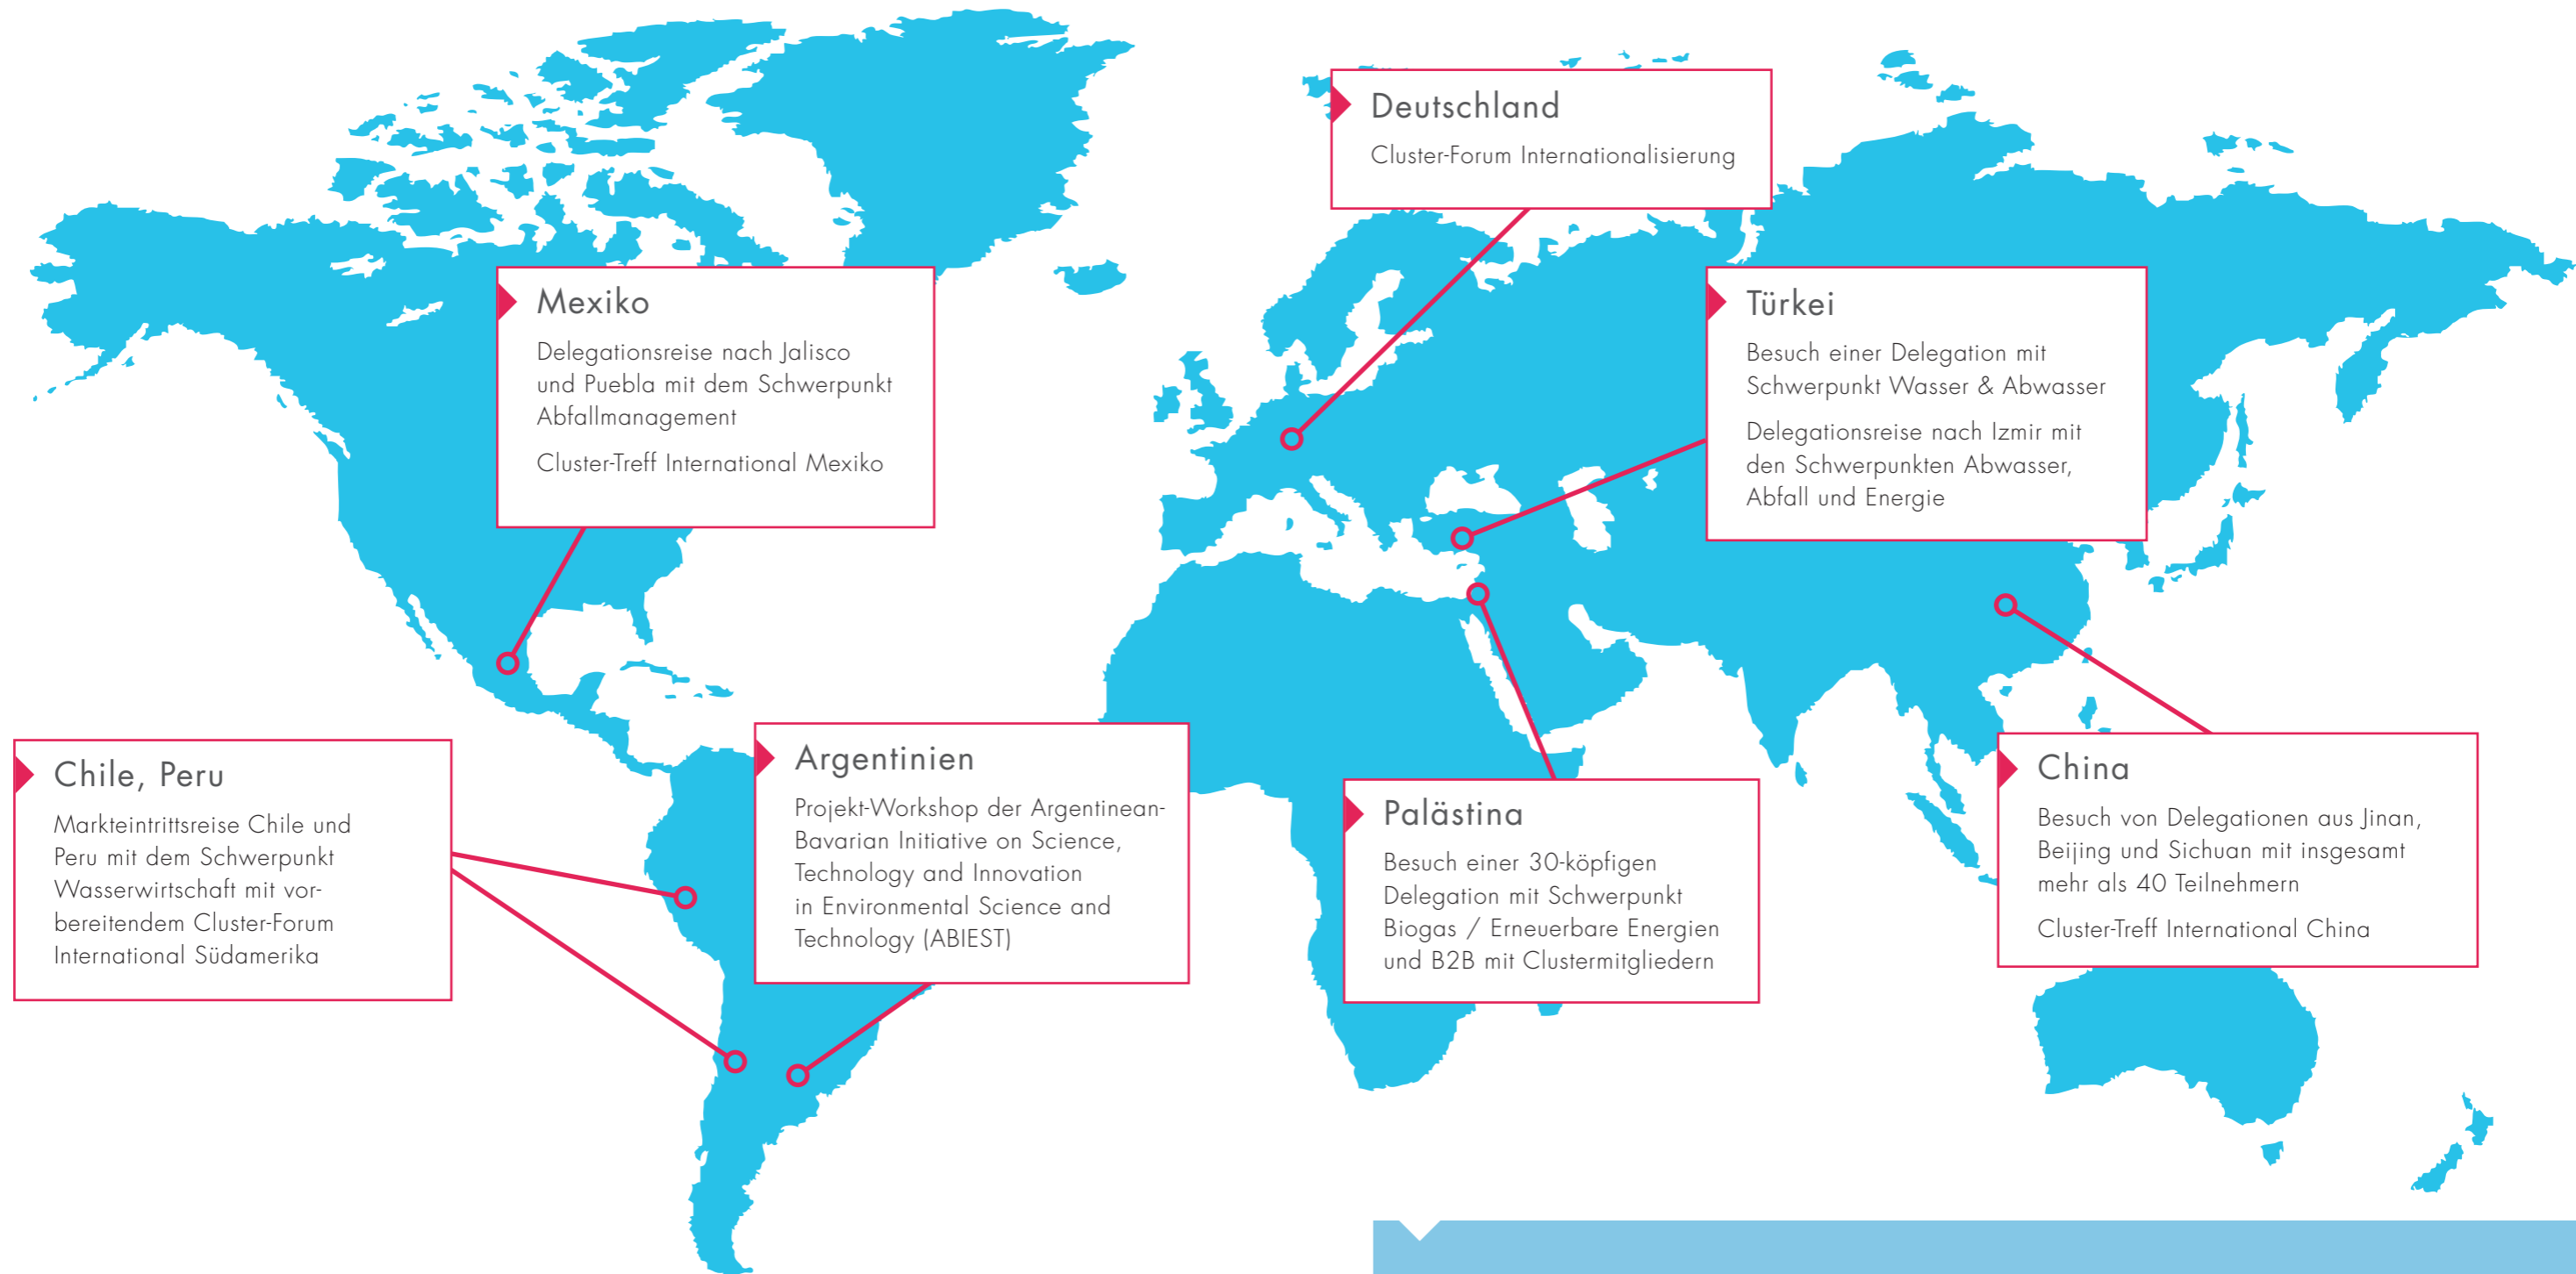 Deutschland
Cluster-Forum Internationalisierung
Mexiko
Delegationsreise nach Jalisco
und Puebla mit dem Schwerpunkt
Abfallmanagement
Cluster-Treff International Mexiko
Türkei
Besuch einer Delegation mit
Schwerpunkt Wasser & Abwasser
Delegationsreise nach Izmir mit
den Schwerpunkten Abwasser,
Abfall und Energie
Chile, Peru
Markteintrittsreise Chile und
Peru mit dem Schwerpunkt
Wasserwirtschaft mit vor-
bereitendem Cluster-Forum
International Südamerika
Argentinien
Projekt-Workshop der Argentinean-
Bavarian Initiative on Science,
Technology and Innovation
in Environmental Science and
Technology (ABIEST)
Palästina
Besuch einer 30-köpfigen
Delegation mit Schwerpunkt
Biogas / Erneuerbare Energien
und B2B mit Clustermitgliedern
China
Besuch von Delegationen aus Jinan,
Beijing und Sichuan mit insgesamt
mehr als 40 Teilnehmern
Cluster-Treff International China